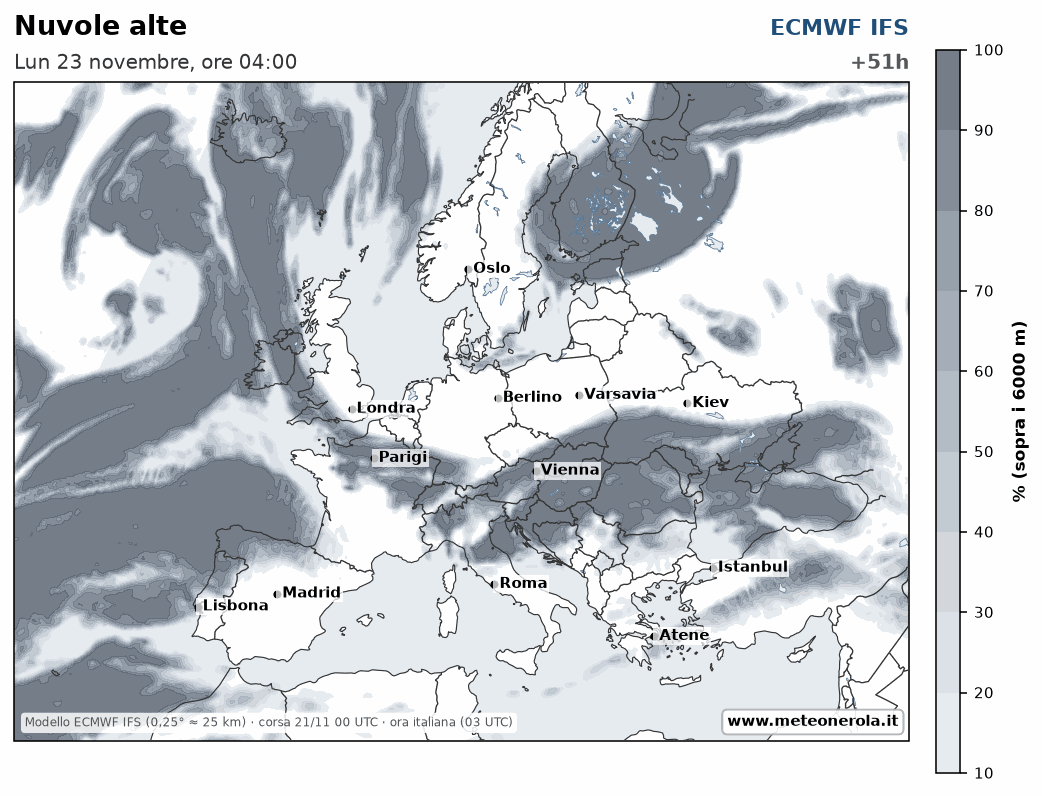 Nuvole alte
ECMWF IFS
Lun 23 novembre, ore 04:00
+51h
Oslo
Londra
Berlino
Varsavia
Kiev
Parigi
Vienna
Istanbul
Roma
Madrid
Lisbona
Atene
Modello ECMWF IFS (0,25° ≈ 25 km) · corsa 21/11 00 UTC · ora italiana (03 UTC)
www.meteonerola.it
100
90
80
70
60
50
40
30
20
10
% (sopra i 6000 m)